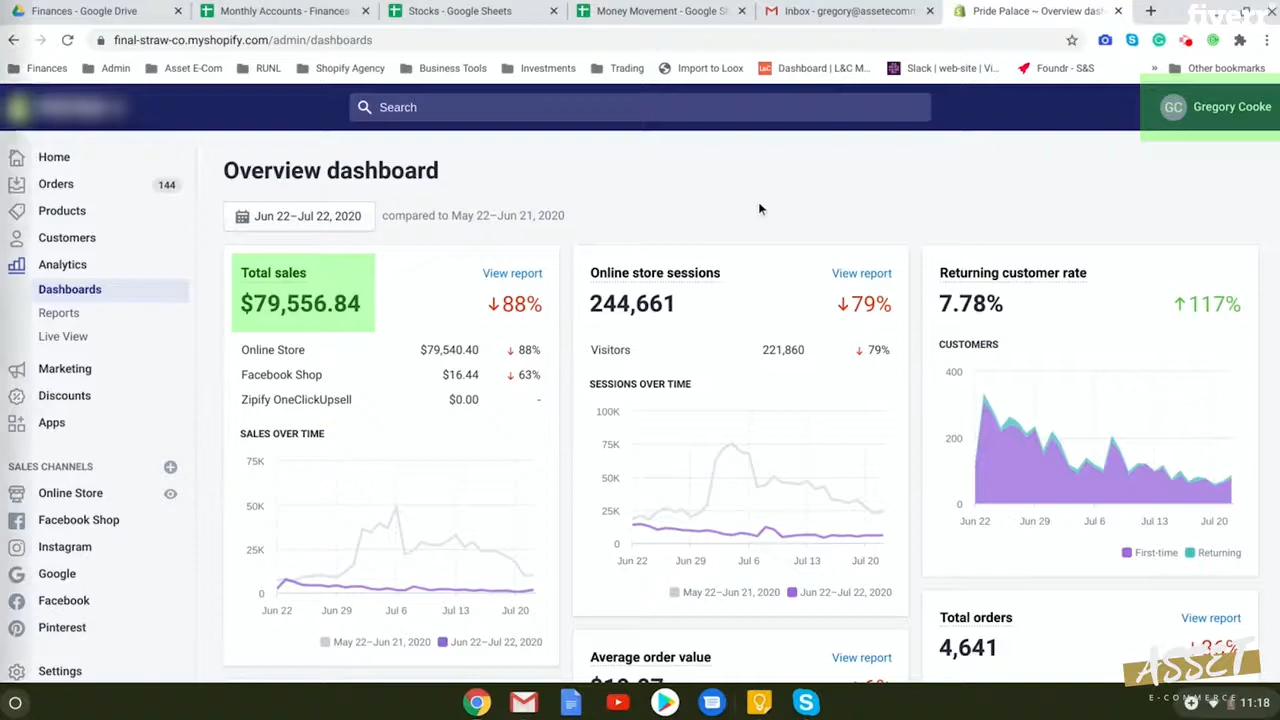 Finances - Google Drive
Monthly Accounts - Finances
Stocks - Google Sheets
Money Movement - Google Sh
Inbox - gregory@assetecomm
Pride Palace ~ Overview dash
fiverr
final-straw-co.myshopify.com/admin/dashboards
Finances
Admin
Asset E-Com
RUNL
Shopify Agency
Business Tools
Investments
Trading
Import to Loox
Dashboard | L&C M...
Slack | web-site | Vi...
Foundr - S&S
»
Other bookmarks
Search
GC
Gregory Cooke
Home
Orders
144
Products
Customers
Analytics
Dashboards
Reports
Live View
Marketing
Discounts
Apps
SALES CHANNELS
Online Store
Facebook Shop
Instagram
Google
Facebook
Pinterest
Settings
Overview dashboard
Jun 22–Jul 22, 2020
compared to May 22–Jun 21, 2020
Total sales
View report
$79,556.84
↓88%
Online Store $79,540.40 ↓ 88%
Facebook Shop $16.44 ↓ 63%
Zipify OneClickUpsell $0.00 -
SALES OVER TIME
75K
50K
25K
0
Jun 22 Jun 29 Jul 6 Jul 13 Jul 20
May 22–Jun 21, 2020 Jun 22–Jul 22, 2020
Online store sessions
View report
244,661
↓79%
Visitors 221,860 ↓ 79%
SESSIONS OVER TIME
100K
75K
50K
25K
0
Jun 22 Jun 29 Jul 6 Jul 13 Jul 20
May 22–Jun 21, 2020 Jun 22–Jul 22, 2020
Average order value
View report
Returning customer rate
7.78%
↑117%
CUSTOMERS
400
200
0
Jun 22 Jun 29 Jul 6 Jul 13 Jul 20
First-time Returning
Total orders
View report
4,641
ASSET
E-COMMERCE
11:18